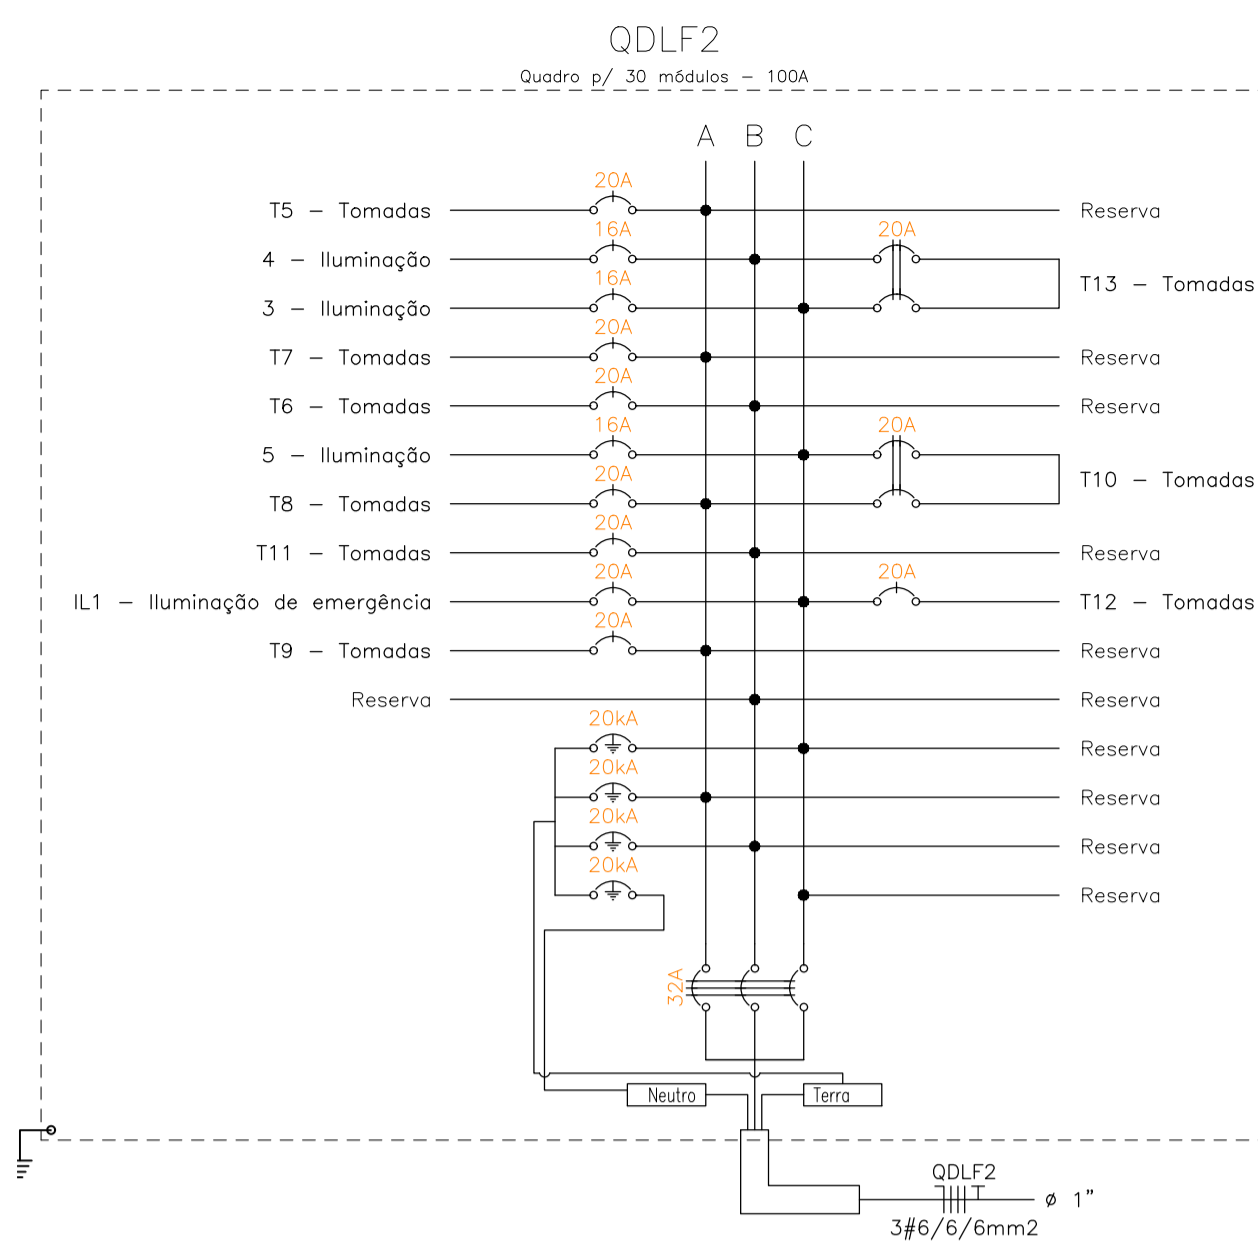 QDLF2
Quadro p/ 30 módulos – 100A
A B C
20A
T5 – Tomadas Reserva
16A 20A
4 – Iluminação
T13 – Tomadas
16A
3 – Iluminação
20A
T7 – Tomadas Reserva
20A
T6 – Tomadas Reserva
16A 20A
5 – Iluminação
T10 – Tomadas
20A
T8 – Tomadas
20A
T11 – Tomadas Reserva
20A 20A
IL1 – Iluminação de emergência T12 – Tomadas
20A
T9 – Tomadas Reserva
Reserva Reserva
20kA
Reserva
20kA
Reserva
20kA
Reserva
20kA
Reserva
32A
Neutro Terra
QDLF2
ø 1"
3#6/6/6mm2